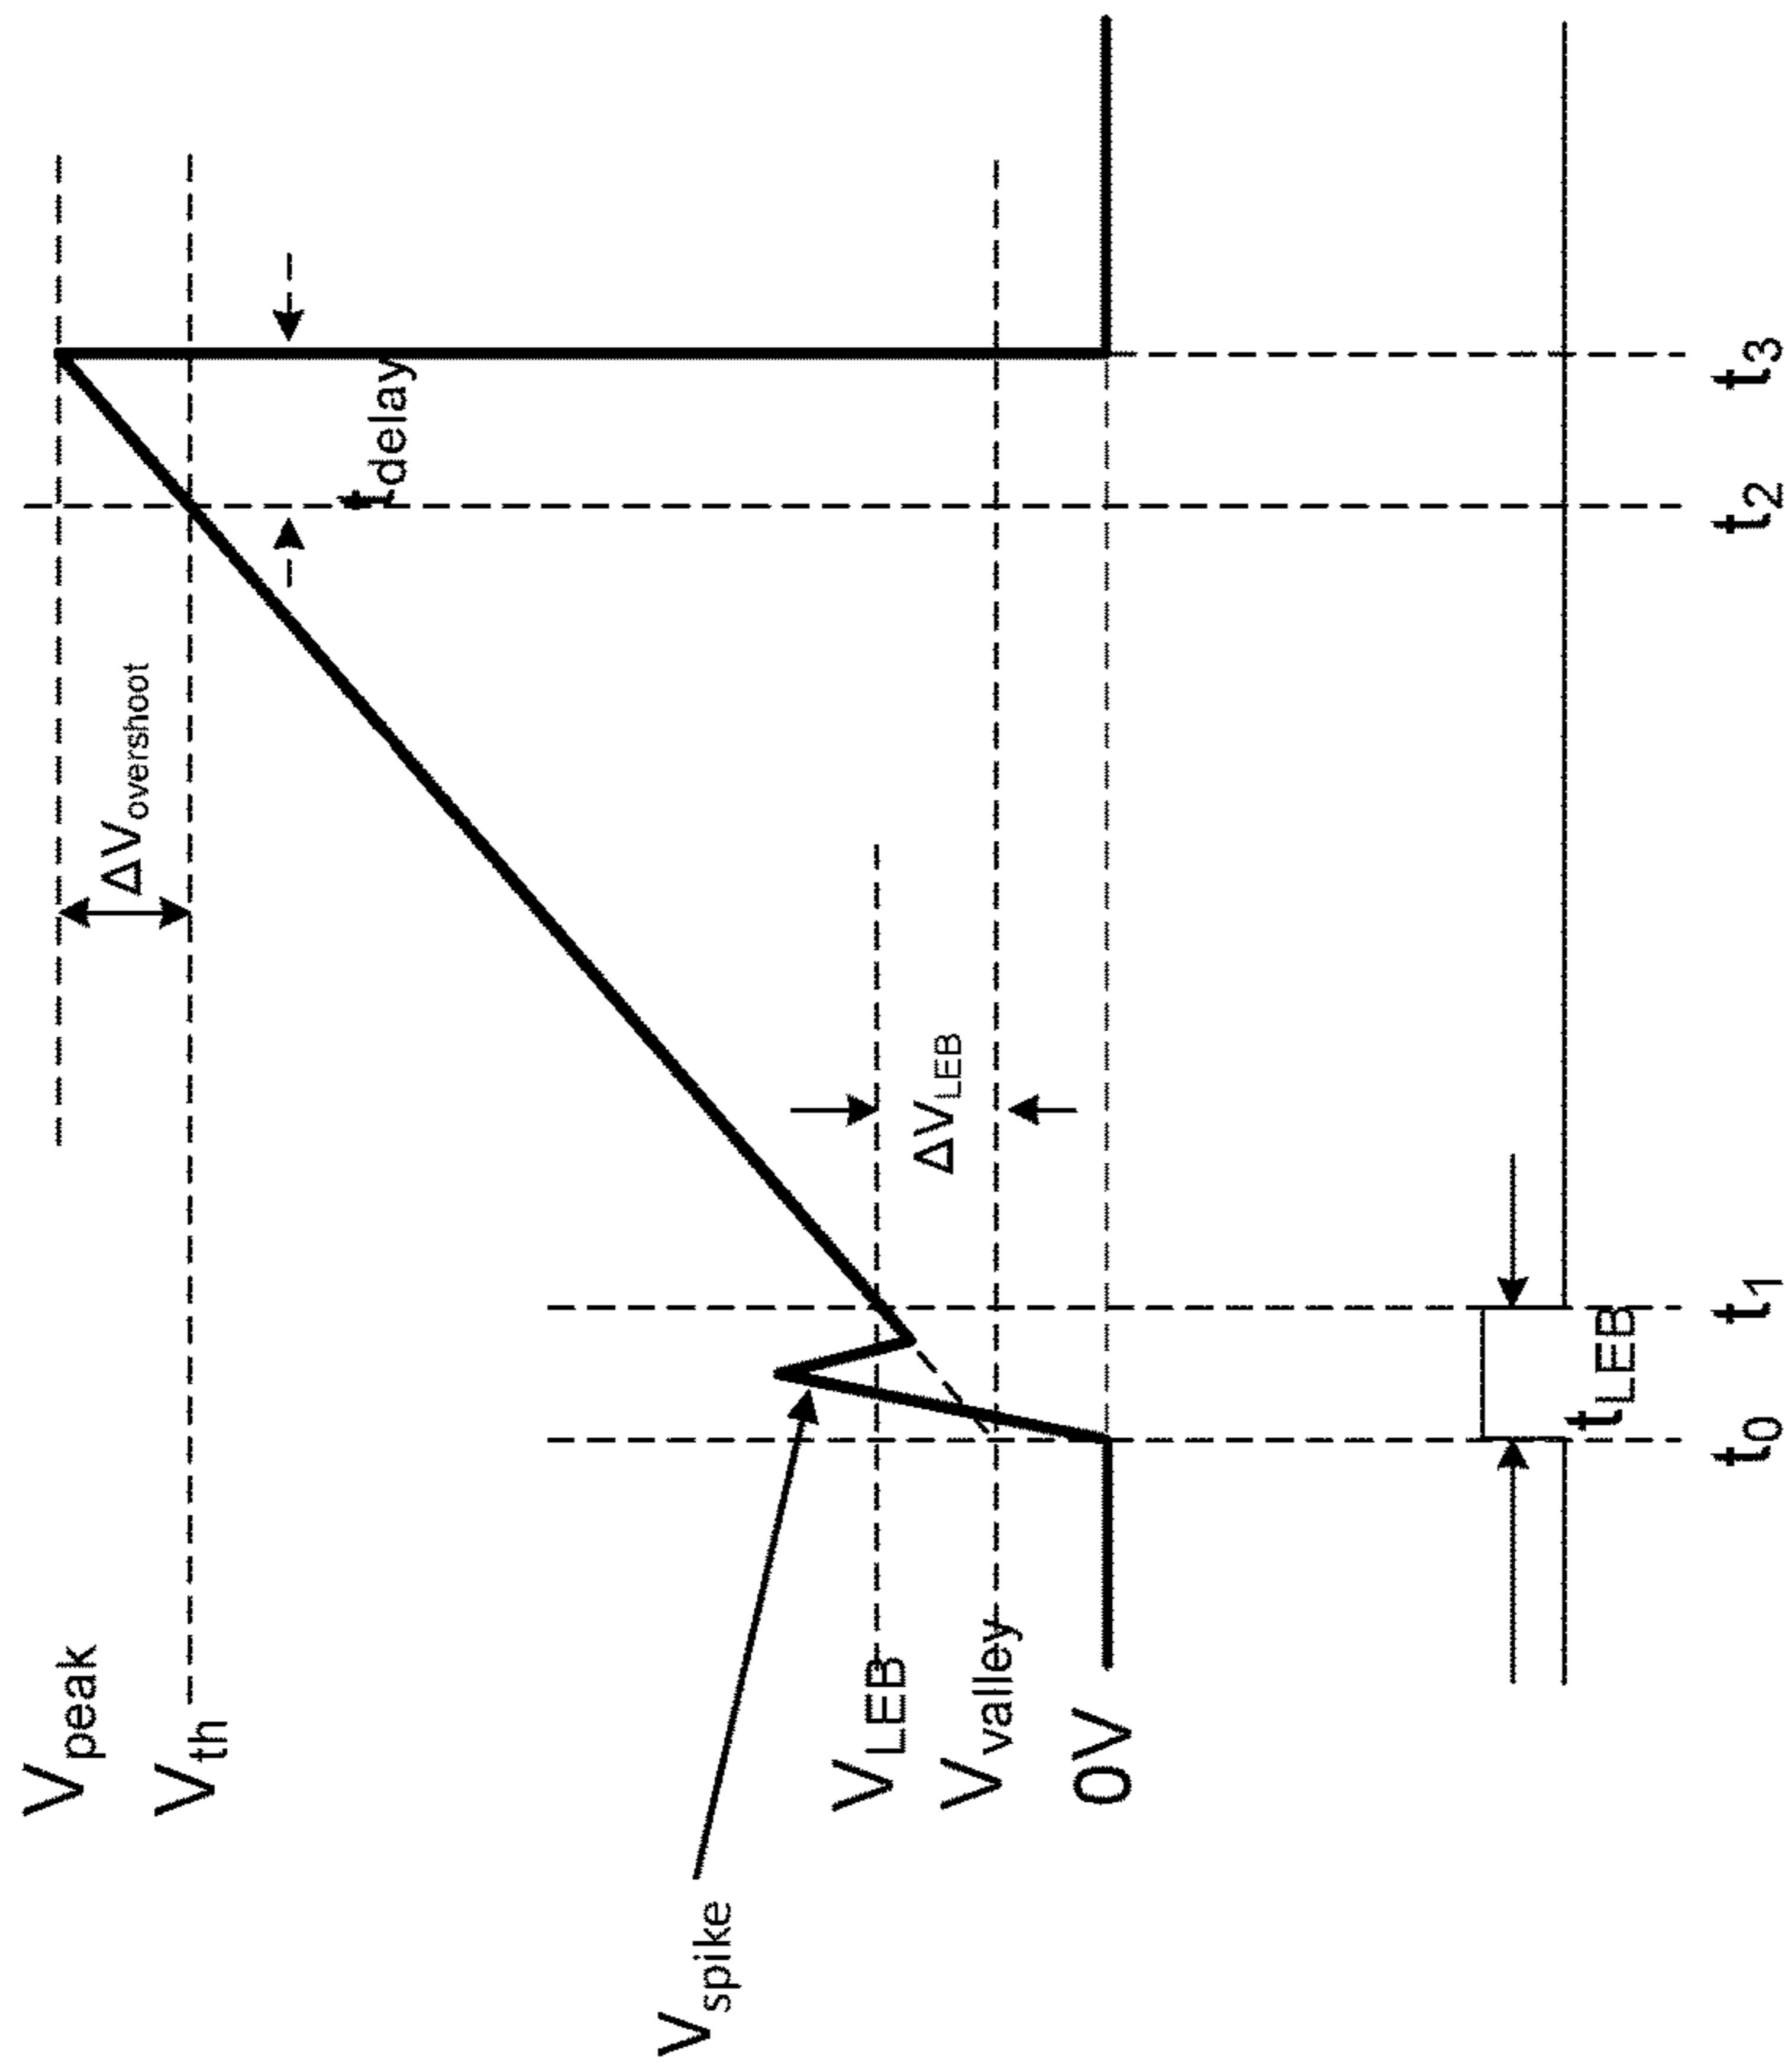 Vpeak
Vth
ΔVovershoot
tdelay
Vspike
VLEB
ΔVLEB
Vvalley
0V
tLEB
t0
t1
t2
t3